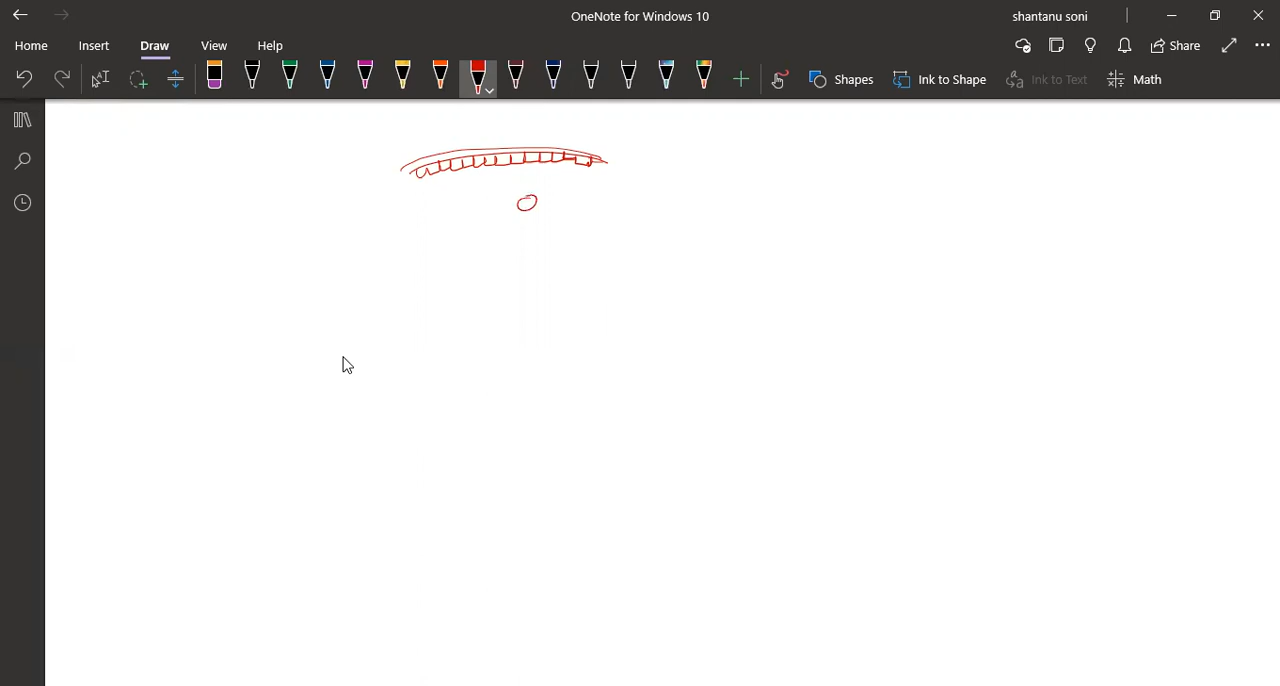 OneNote for Windows 10
shantanu soni
Home Insert Draw View Help
Share
Shapes Ink to Shape Ink to Text Math